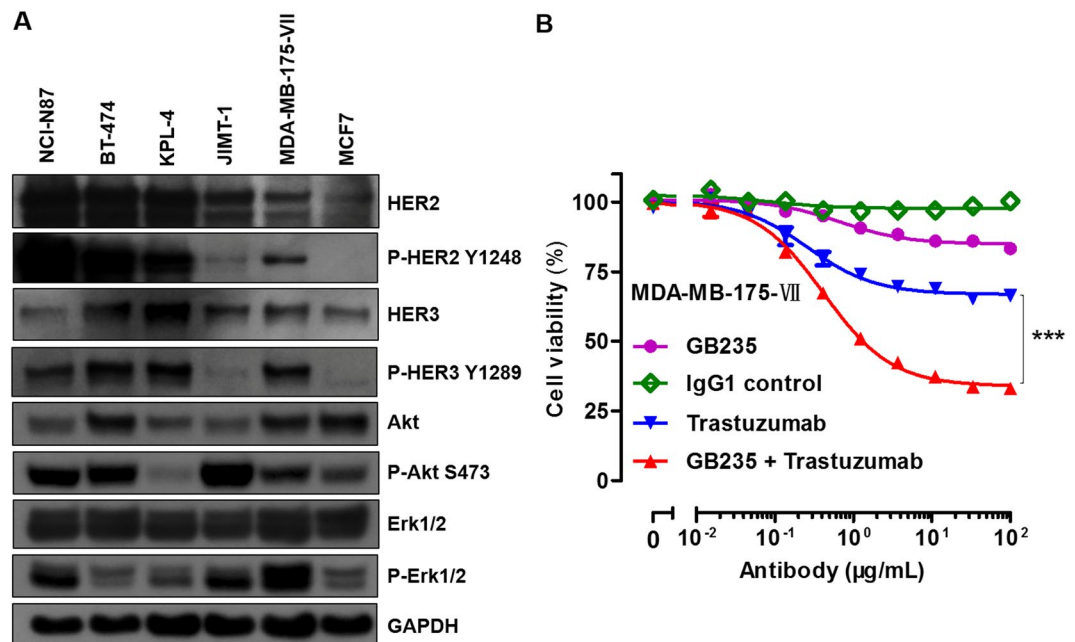 A
NCI-N87
BT-474
KPL-4
JIMT-1
MDA-MB-175-VII
MCF7
HER2
P-HER2 Y1248
HER3
P-HER3 Y1289
Akt
P-Akt S473
Erk1/2
P-Erk1/2
GAPDH
B
Cell viability (%)
100
75
50
25
0
MDA-MB-175-Ⅶ
GB235
IgG1 control
Trastuzumab
GB235 + Trastuzumab
***
0 10⁻² 10⁻¹ 10⁰ 10¹ 10²
Antibody (μg/mL)